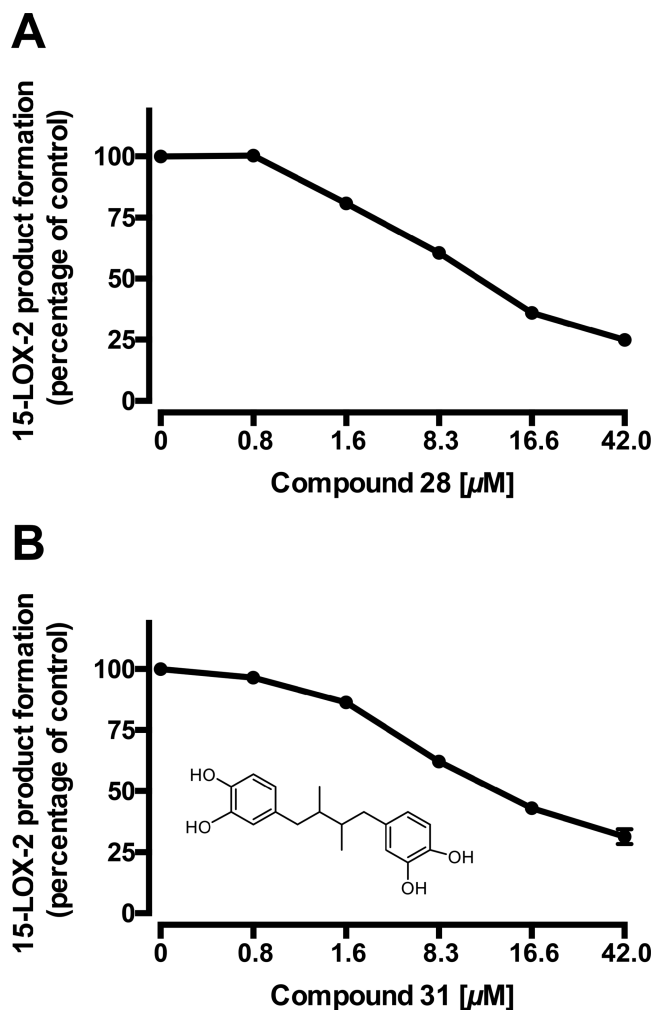 A
15-LOX-2 product formation
(percentage of control)
100
75
50
25
0
0 0.8 1.6 8.3 16.6 42.0
Compound 28 [µM]
B
15-LOX-2 product formation
(percentage of control)
100
75
50
25
0
HO
HO
OH
OH
0 0.8 1.6 8.3 16.6 42.0
Compound 31 [µM]